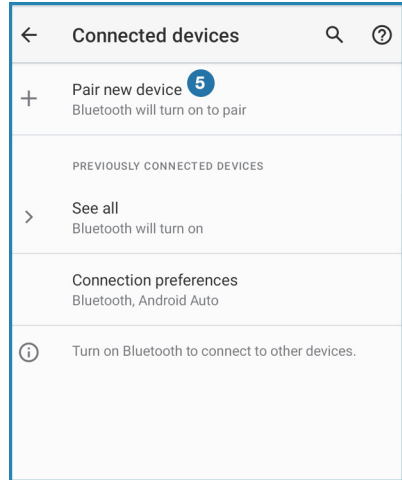 Connected devices
Pair new device 5
Bluetooth will turn on to pair
PREVIOUSLY CONNECTED DEVICES
See all
Bluetooth will turn on
Connection preferences
Bluetooth, Android Auto
Turn on Bluetooth to connect to other devices.